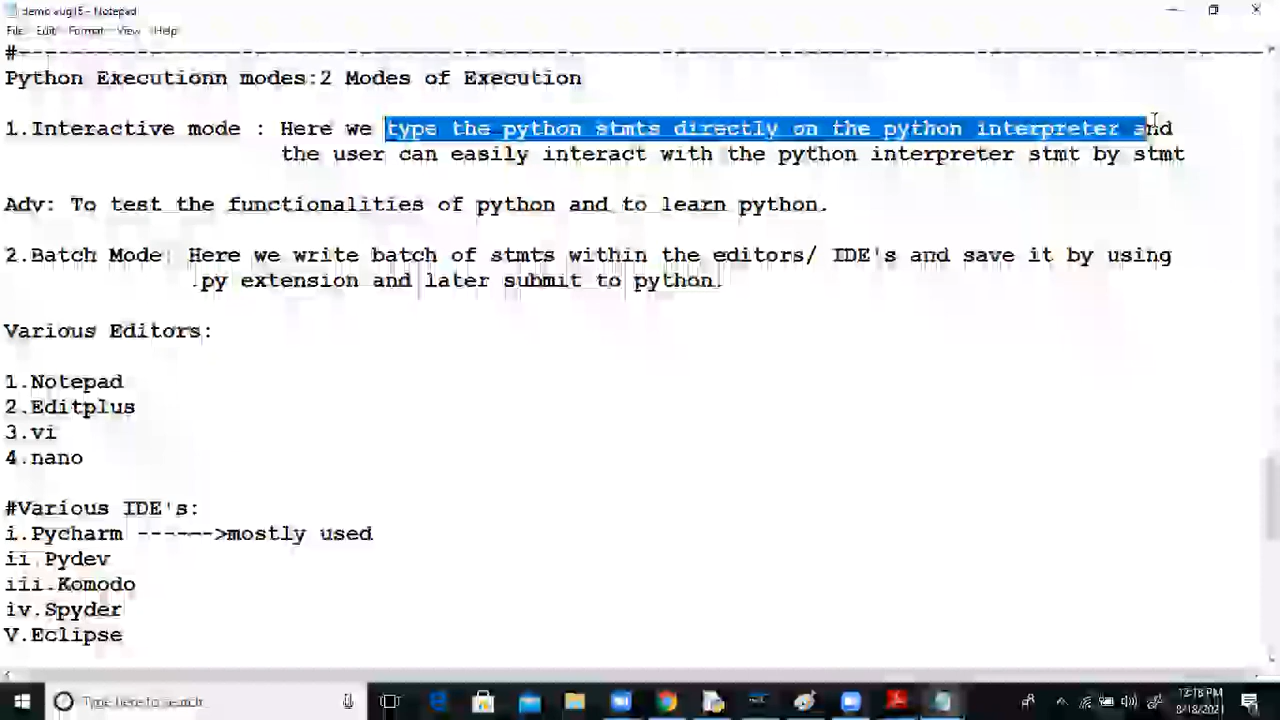 demo aug15 - Notepad
File Edit Format View Help
#------------------------------------------------------------
Python Executionn modes:2 Modes of Execution
1.Interactive mode : Here we type the python stmts directly on the python interpreter and
the user can easily interact with the python interpreter stmt by stmt
Adv: To test the functionalities of python and to learn python.
2.Batch Mode: Here we write batch of stmts within the editors/ IDE's and save it by using
.py extension and later submit to python.
Various Editors:
1.Notepad
2.Editplus
3.vi
4.nano
#Various IDE's:
i.Pycharm ------>mostly used
ii.Pydev
iii.Komodo
iv.Spyder
V.Eclipse
Type here to search
12:18 PM
8/18/2021